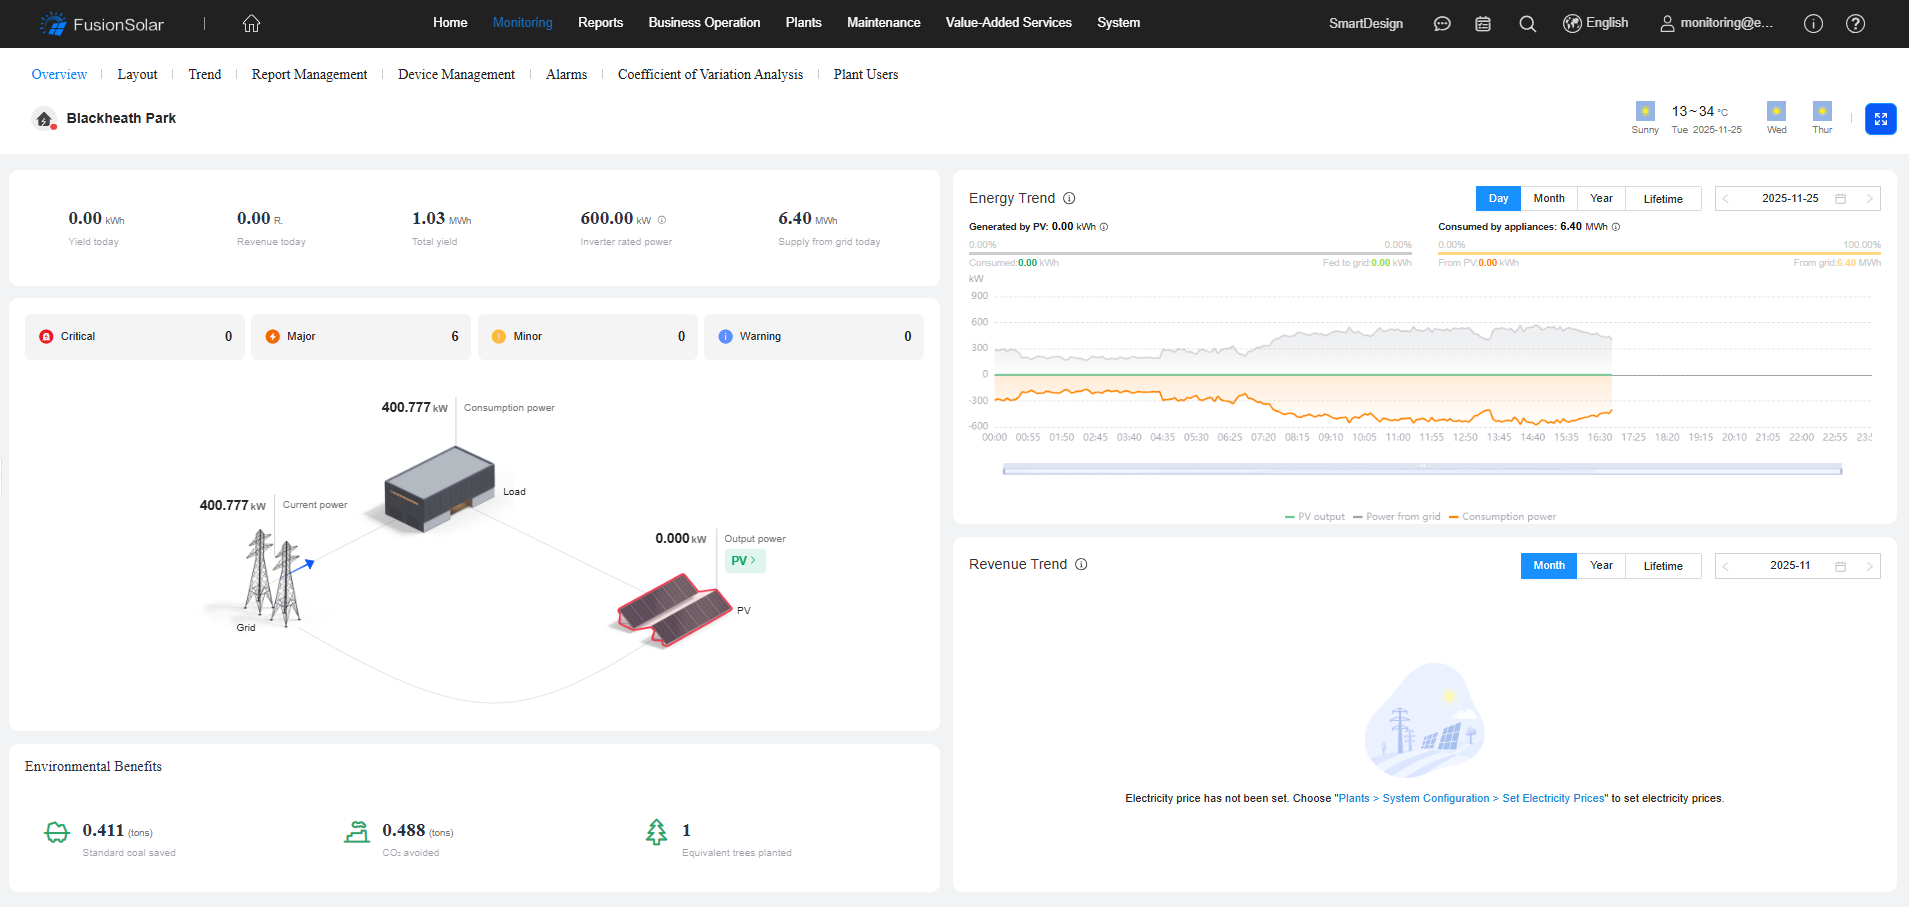 FusionSolar
Home Monitoring Reports Business Operation Plants Maintenance Value-Added Services System
SmartDesign English monitoring@e...
Overview Layout Trend Report Management Device Management Alarms Coefficient of Variation Analysis Plant Users
Blackheath Park
Sunny
13~34 °C
Tue 2025-11-25
Wed
Thur
0.00 kWh
Yield today
0.00 R.
Revenue today
1.03 MWh
Total yield
600.00 kW
Inverter rated power
6.40 MWh
Supply from grid today
Critical 0
Major 6
Minor 0
Warning 0
400.777 kW Consumption power
Load
400.777 kW Current power
Grid
0.000 kW Output power
PV >
PV
Environmental Benefits
0.411 (tons)
Standard coal saved
0.488 (tons)
CO₂ avoided
1
Equivalent trees planted
Energy Trend
Day Month Year Lifetime
2025-11-25
Generated by PV: 0.00 kWh
0.00% 0.00%
Consumed:0.00 kWh Fed to grid:0.00 kWh
Consumed by appliances: 6.40 MWh
0.00% 100.00%
From PV:0.00 kWh From grid:6.40 MWh
kW
900
600
300
0
-300
-600
00:00 00:55 01:50 02:45 03:40 04:35 05:30 06:25 07:20 08:15 09:10 10:05 11:00 11:55 12:50 13:45 14:40 15:35 16:30 17:25 18:20 19:15 20:10 21:05 22:00 22:55
PV output Power from grid Consumption power
Revenue Trend
Month Year Lifetime
2025-11
Electricity price has not been set. Choose "Plants > System Configuration > Set Electricity Prices" to set electricity prices.